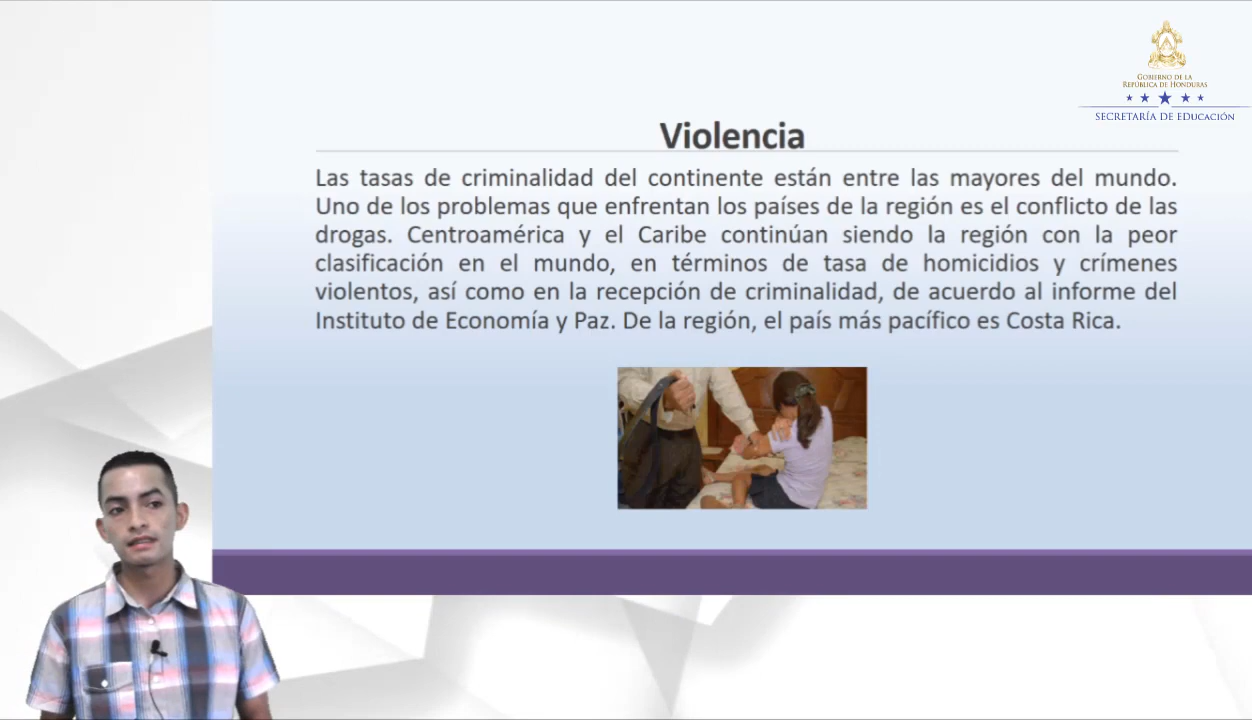 GOBIERNO DE LA
REPÚBLICA DE HONDURAS
SECRETARÍA DE EDUCACIÓN
Violencia
Las tasas de criminalidad del continente están entre las mayores del mundo.
Uno de los problemas que enfrentan los países de la región es el conflicto de las
drogas. Centroamérica y el Caribe continúan siendo la región con la peor
clasificación en el mundo, en términos de tasa de homicidios y crímenes
violentos, así como en la recepción de criminalidad, de acuerdo al informe del
Instituto de Economía y Paz. De la región, el país más pacífico es Costa Rica.